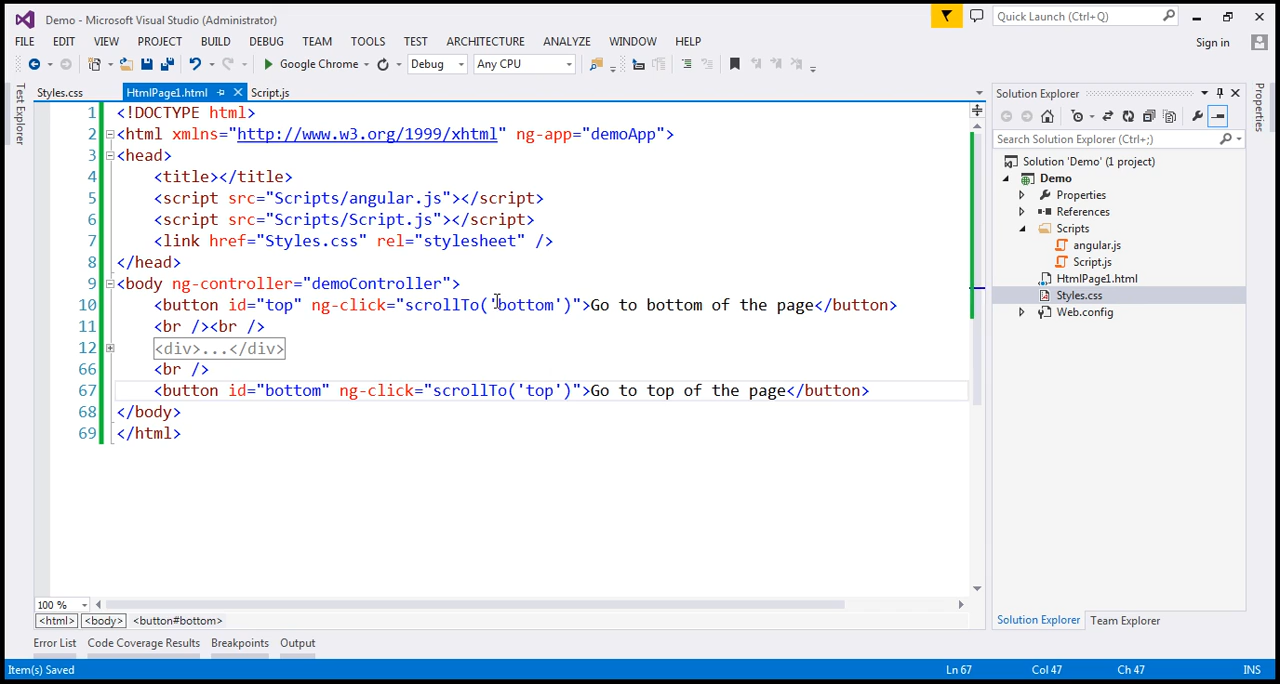 Demo - Microsoft Visual Studio (Administrator)
Quick Launch (Ctrl+Q)
FILE EDIT VIEW PROJECT BUILD DEBUG TEAM TOOLS TEST ARCHITECTURE ANALYZE WINDOW HELP
Sign in
Google Chrome Debug Any CPU
Test Explorer
Styles.css HtmlPage1.html Script.js
1 <!DOCTYPE html>
2 <html xmlns="http://www.w3.org/1999/xhtml" ng-app="demoApp">
3 <head>
4 <title></title>
5 <script src="Scripts/angular.js"></script>
6 <script src="Scripts/Script.js"></script>
7 <link href="Styles.css" rel="stylesheet" />
8 </head>
9 <body ng-controller="demoController">
10 <button id="top" ng-click="scrollTo('bottom')">Go to bottom of the page</button>
11 <br /><br />
12 <div>...</div>
66 <br />
67 <button id="bottom" ng-click="scrollTo('top')">Go to top of the page</button>
68 </body>
69 </html>
100 %
<html> <body> <button#bottom>
Error List Code Coverage Results Breakpoints Output
Solution Explorer
Search Solution Explorer (Ctrl+;)
Solution 'Demo' (1 project)
Demo
Properties
References
Scripts
angular.js
Script.js
HtmlPage1.html
Styles.css
Web.config
Solution Explorer Team Explorer
Properties
Item(s) Saved
Ln 67 Col 47 Ch 47 INS